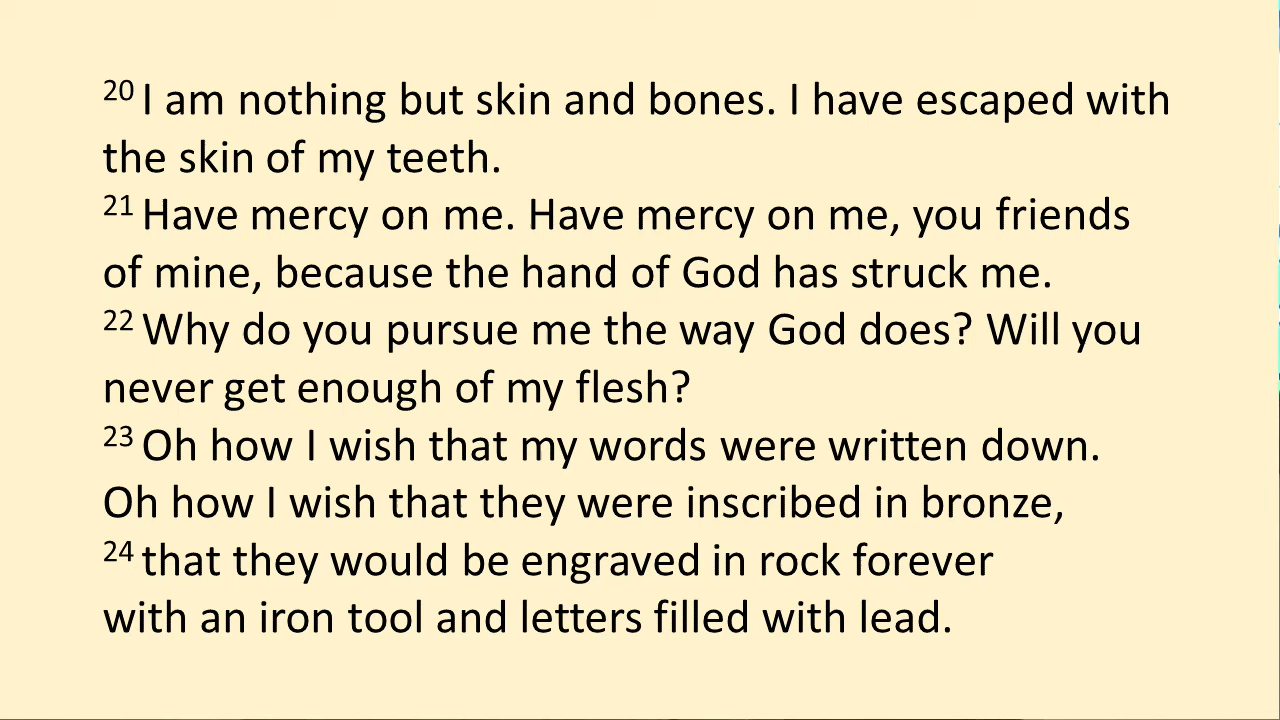 20 I am nothing but skin and bones. I have escaped with
the skin of my teeth.
21 Have mercy on me. Have mercy on me, you friends
of mine, because the hand of God has struck me.
22 Why do you pursue me the way God does? Will you
never get enough of my flesh?
23 Oh how I wish that my words were written down.
Oh how I wish that they were inscribed in bronze,
24 that they would be engraved in rock forever
with an iron tool and letters filled with lead.